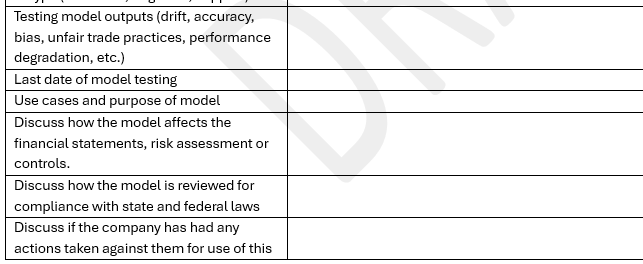 Testing model outputs (drift, accuracy,
bias, unfair trade practices, performance
degradation, etc.)
Last date of model testing
Use cases and purpose of model
Discuss how the model affects the
financial statements, risk assessment or
controls.
Discuss how the model is reviewed for
compliance with state and federal laws
Discuss if the company has had any
actions taken against them for use of this